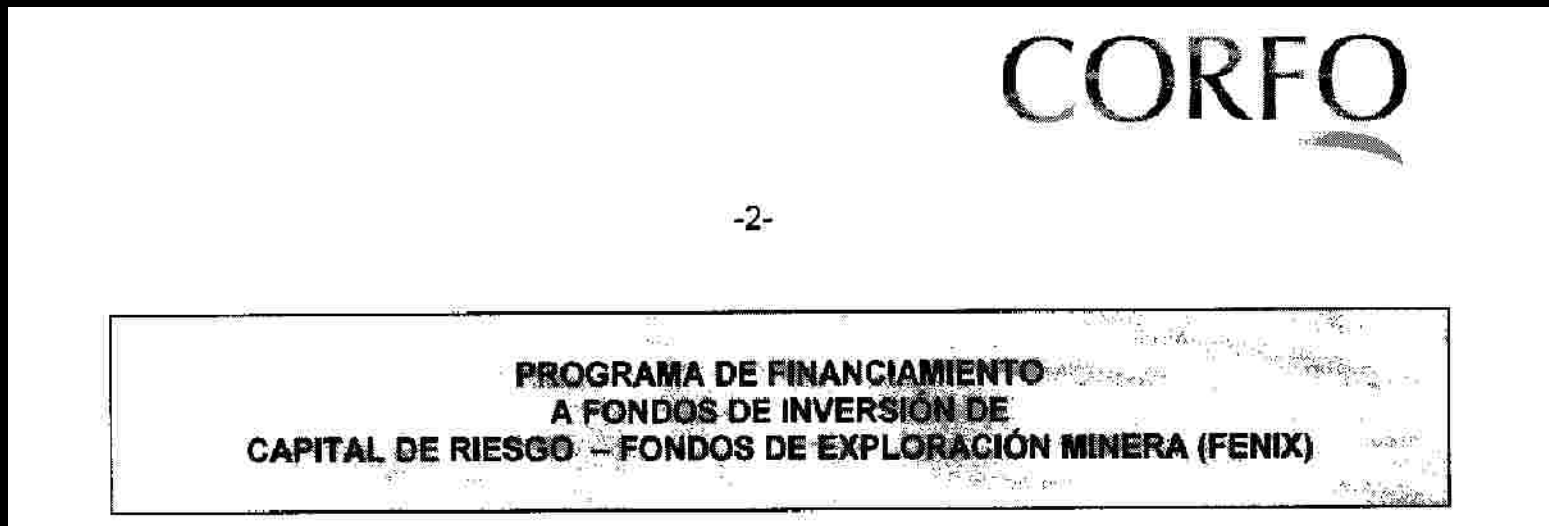 CORFO
-2-
PROGRAMA DE FINANCIAMIENTO
A FONDOS DE INVERSIÓN DE
CAPITAL DE RIESGO – FONDOS DE EXPLORACIÓN MINERA (FENIX)